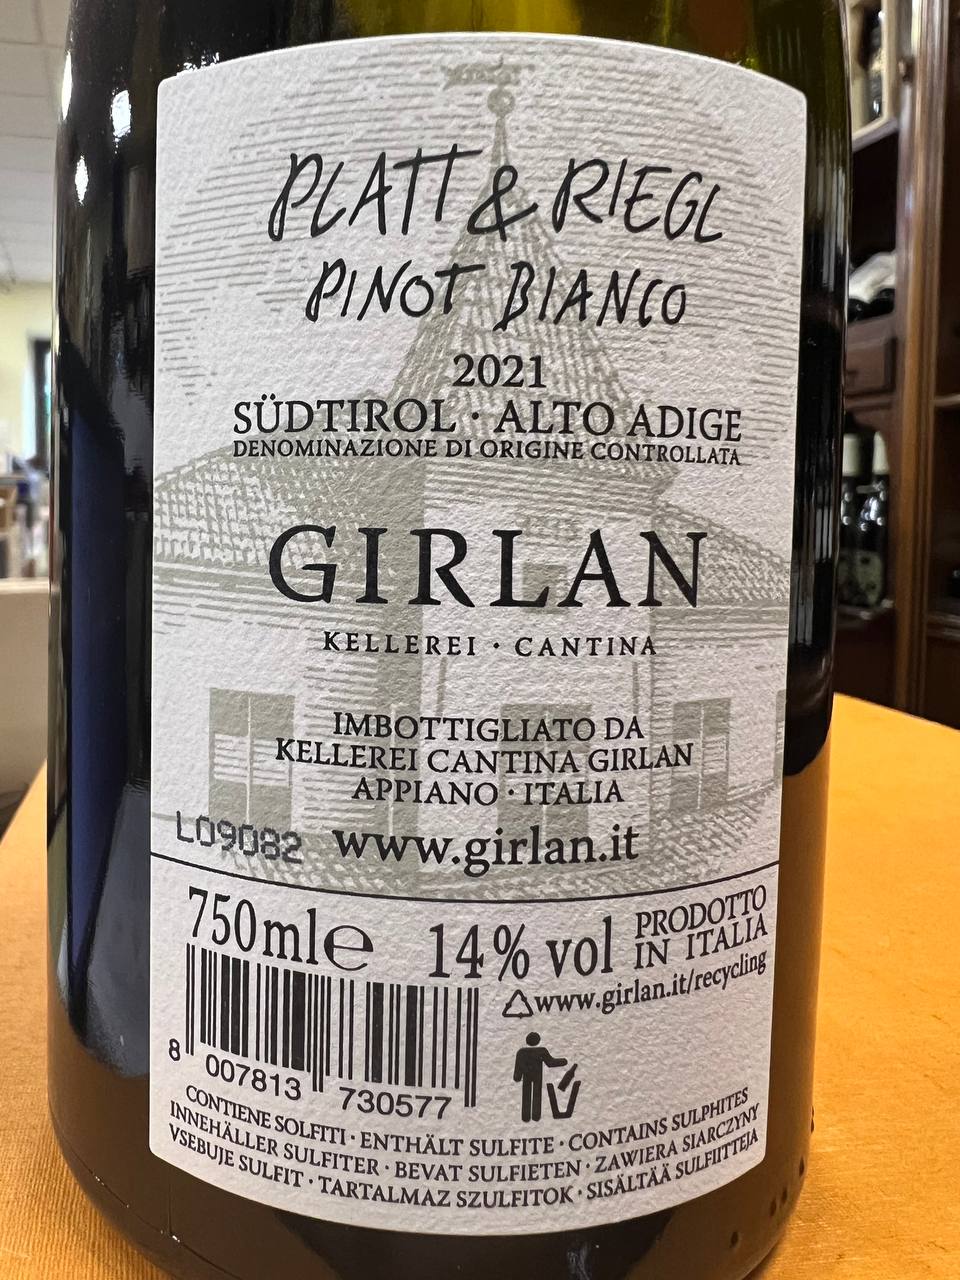 PLATT & RIEGL
PINOT BIANCO
2021
SÜDTIROL · ALTO ADIGE
DENOMINAZIONE DI ORIGINE CONTROLLATA
GIRLAN
KELLEREI · CANTINA
IMBOTTIGLIATO DA
KELLEREI CANTINA GIRLAN
APPIANO · ITALIA
L09082
www.girlan.it
750ml℮ 14% vol
PRODOTTO
IN ITALIA
www.girlan.it/recycling
8 007813 730577
CONTIENE SOLFITI · ENTHÄLT SULFITE · CONTAINS SULPHITES
INNEHÄLLER SULFITER · BEVAT SULFIETEN · ZAWIERA SIARCZYNY
VSEBUJE SULFIT · TARTALMAZ SZULFITOK · SISÄLTÄÄ SULFIITTEJA